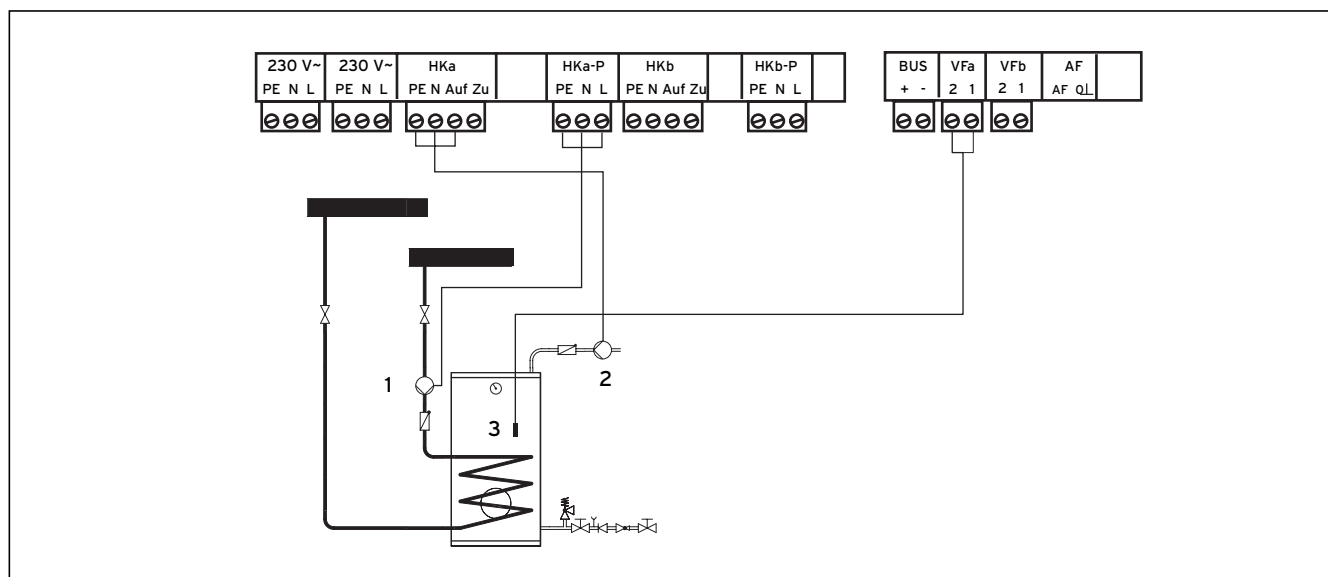 230 V~ 230 V~ HKa HKa-P HKb HKb-P BUS VFa VFb AF
PE N L PE N L PE N Auf Zu PE N L PE N Auf Zu PE N L + - 2 1 2 1 AF 0⊥
1
2
3